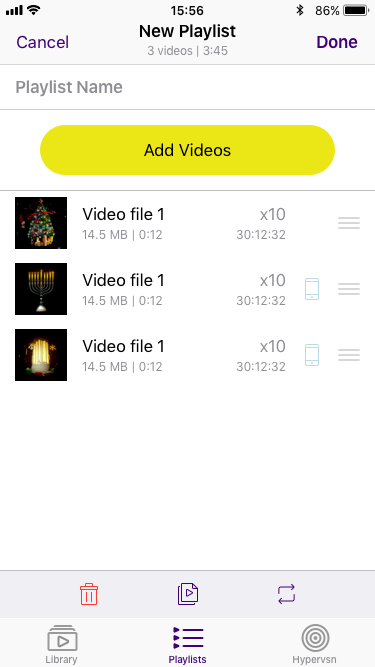 15:56
86%
Cancel
New Playlist
Done
3 videos | 3:45
Playlist Name
Add Videos
Video file 1
x10
14.5 MB | 0:12
30:12:32
Video file 1
x10
14.5 MB | 0:12
30:12:32
Video file 1
x10
14.5 MB | 0:12
30:12:32
Library
Playlists
Hypervsn